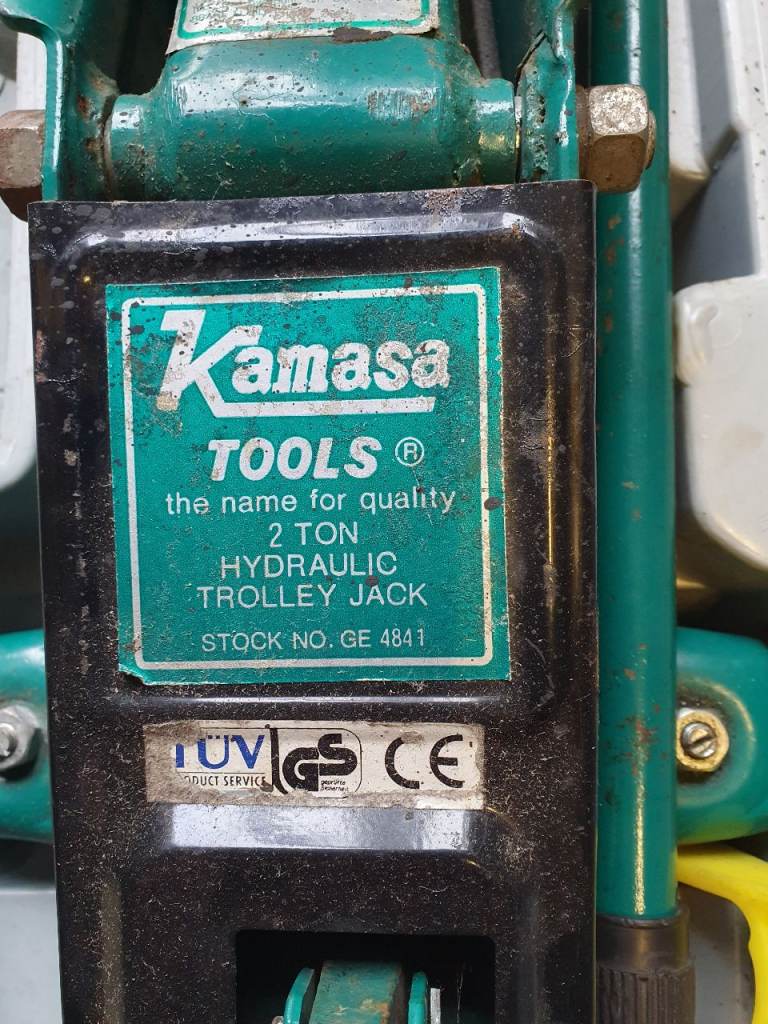 Kamasa
TOOLS ®
the name for quality
2 TON
HYDRAULIC
TROLLEY JACK
STOCK NO. GE 4841
TÜV GS CE
PRODUCT SERVICE geprüfte
Sicherheit